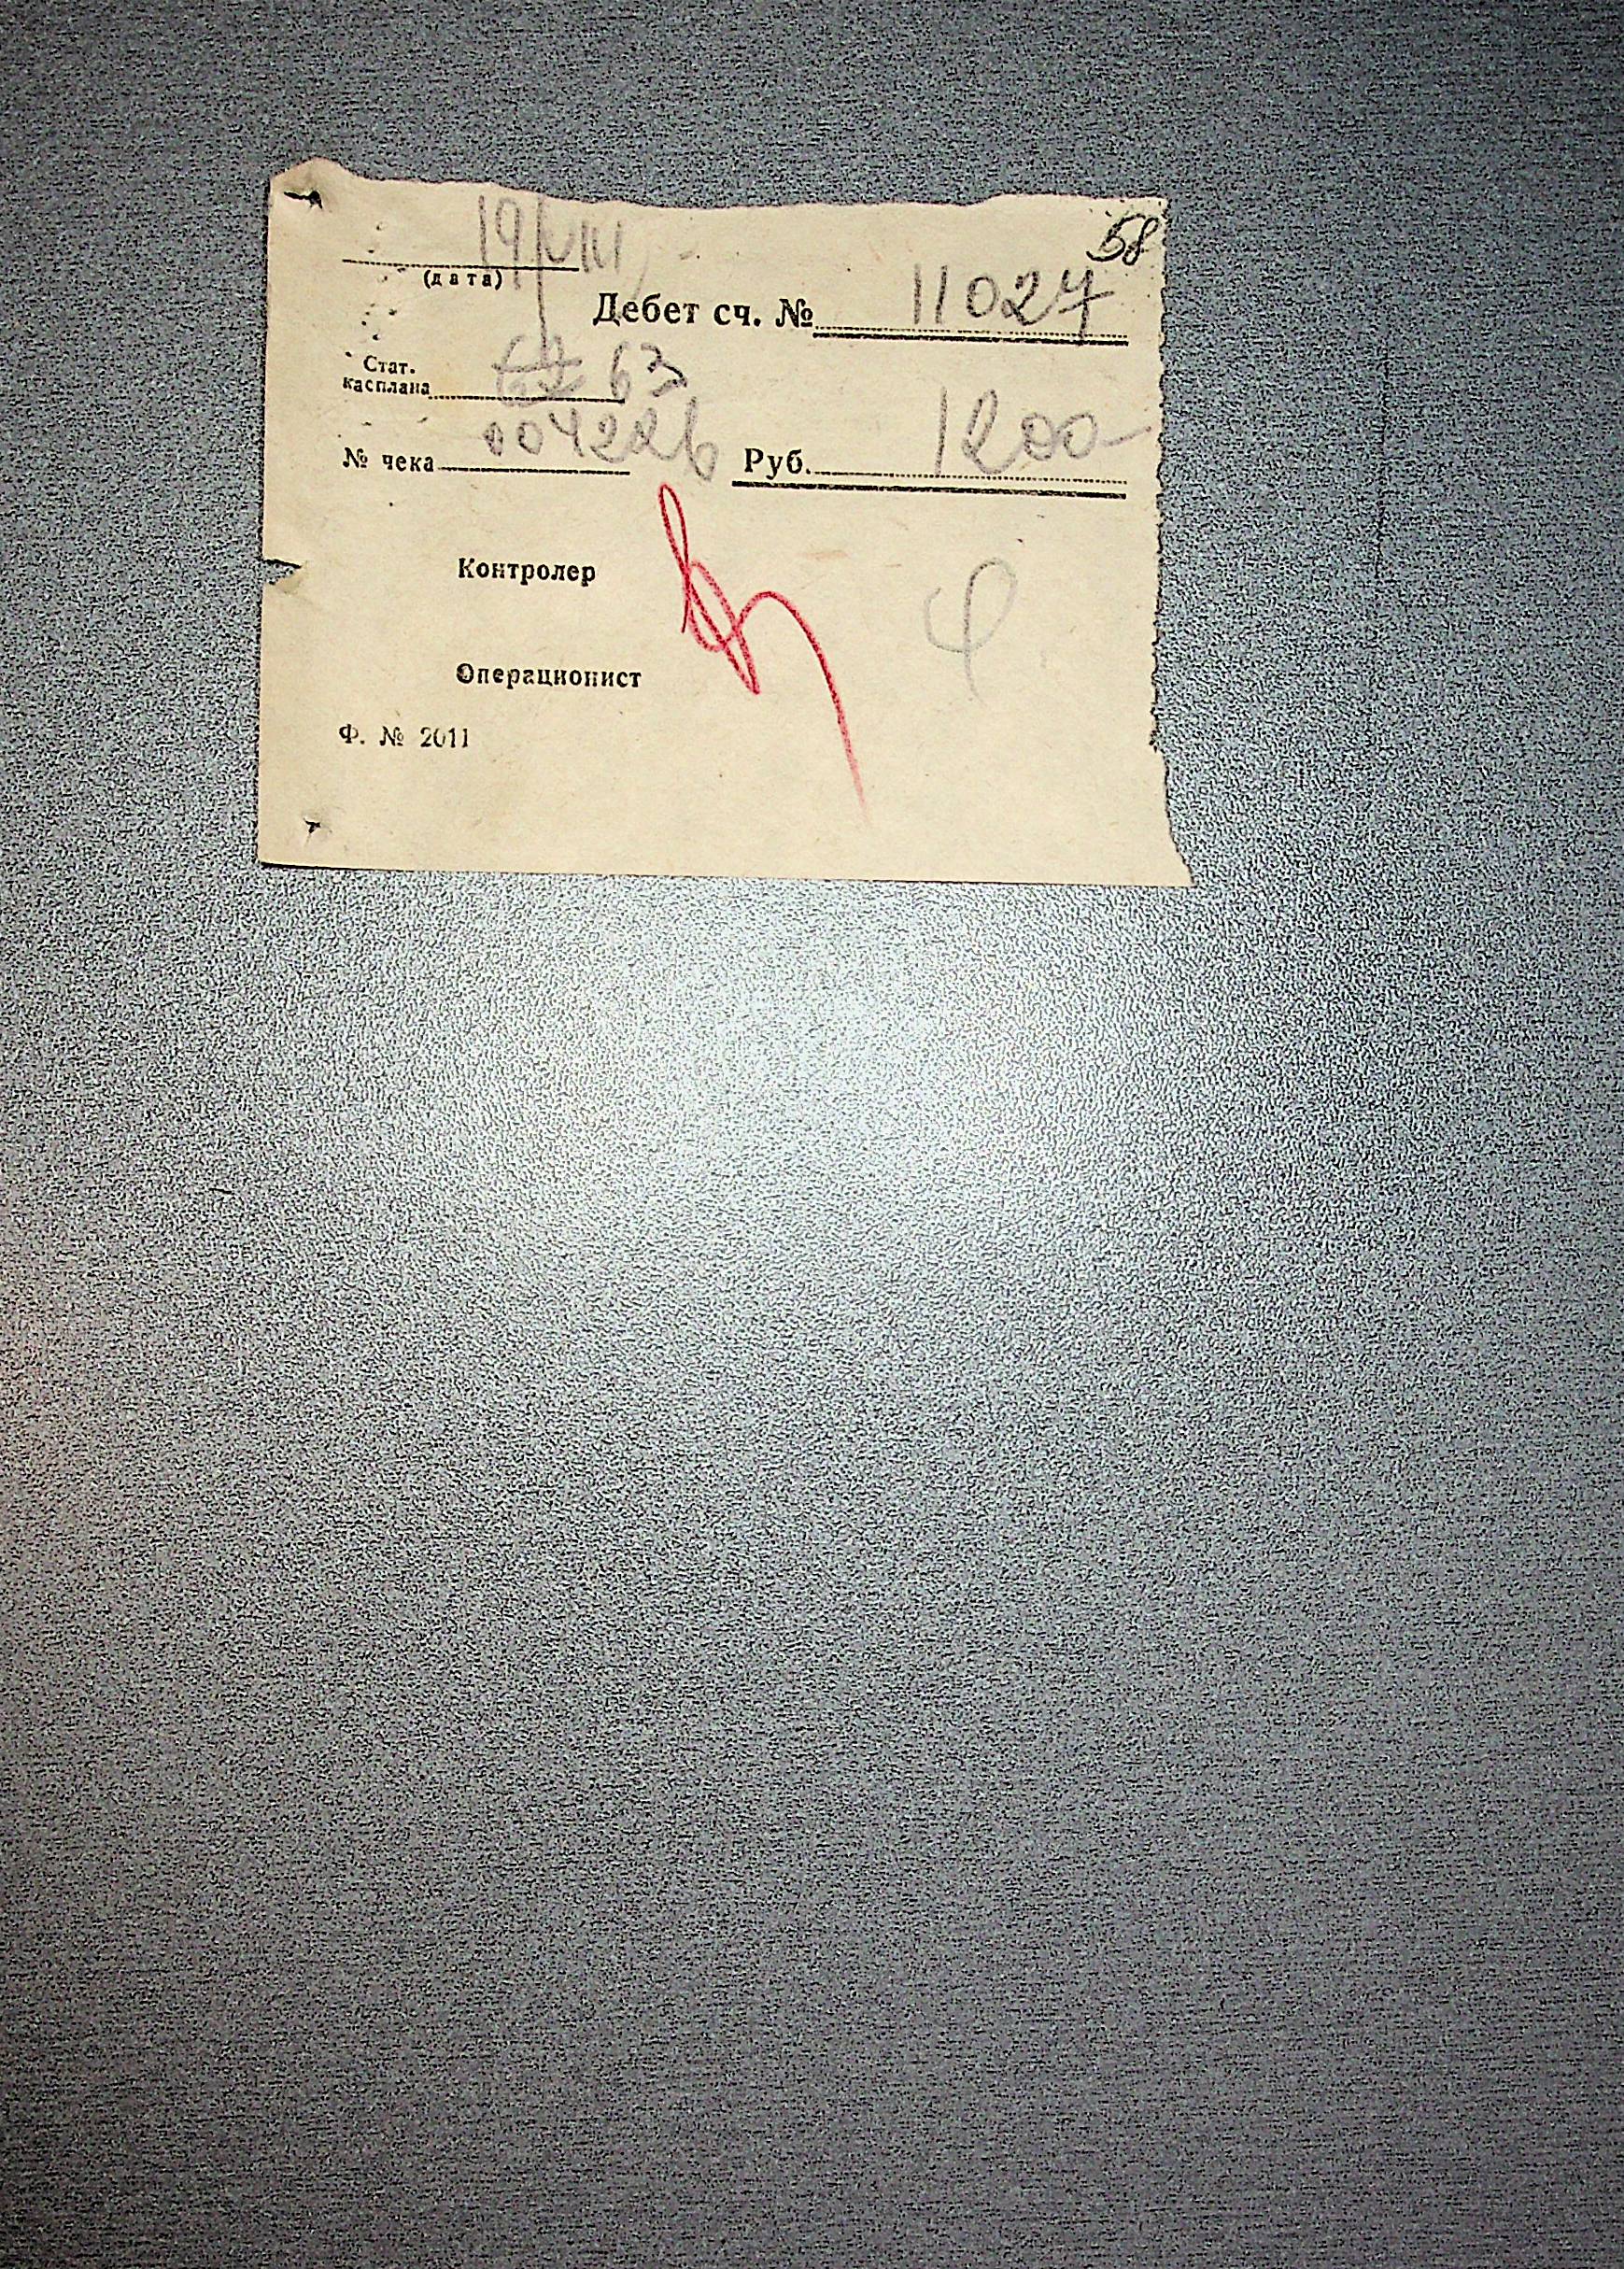 58
19/VIII
(дата)
Дебет сч. № 11027
Стат.
касплана 63
№ чека 004226 Руб. 1200-
Контролер
Операционист
Ф. № 2011